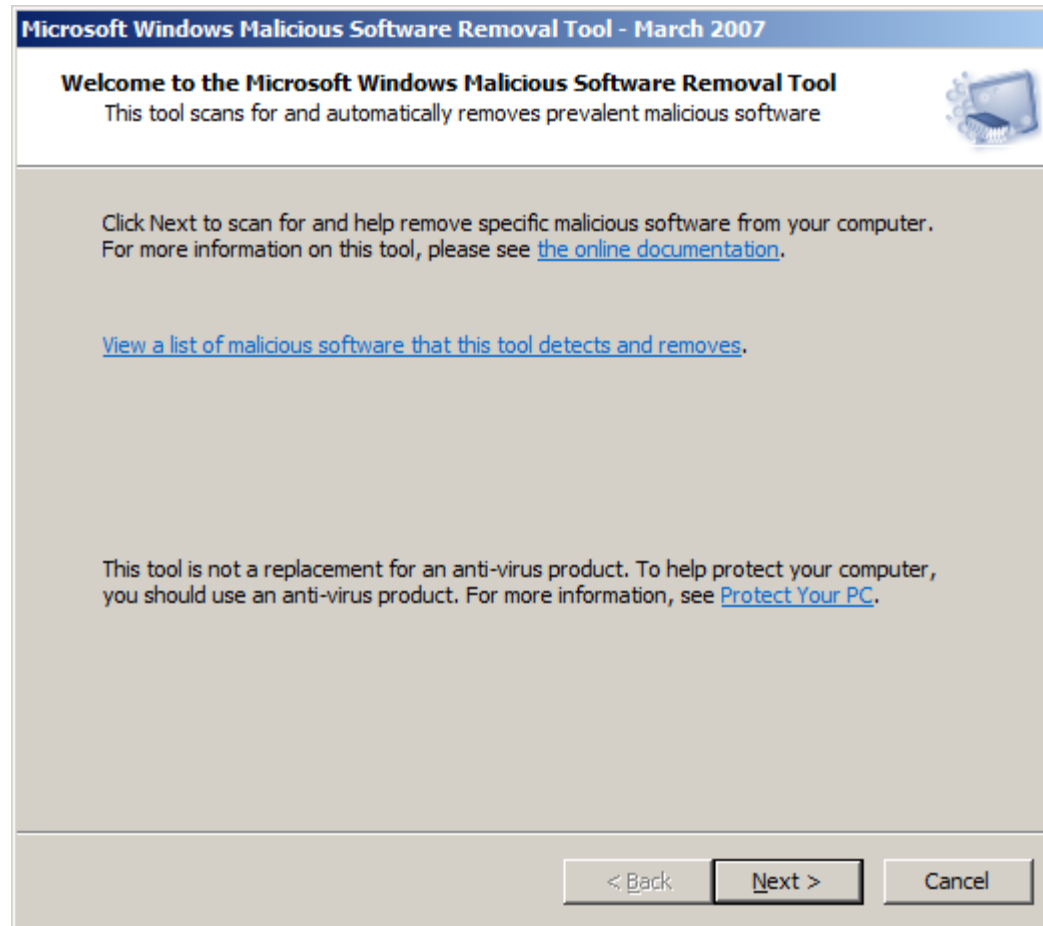 Microsoft Windows Malicious Software Removal Tool - March 2007
Welcome to the Microsoft Windows Malicious Software Removal Tool
This tool scans for and automatically removes prevalent malicious software
Click Next to scan for and help remove specific malicious software from your computer.
For more information on this tool, please see the online documentation.
View a list of malicious software that this tool detects and removes.
This tool is not a replacement for an anti-virus product. To help protect your computer,
you should use an anti-virus product. For more information, see Protect Your PC.
< Back Next > Cancel